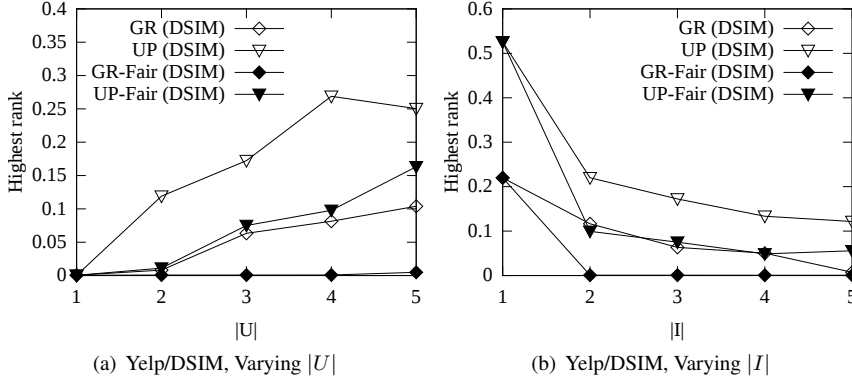 GR (DSIM)
UP (DSIM)
GR-Fair (DSIM)
UP-Fair (DSIM)
Highest rank
0.4
0.35
0.3
0.25
0.2
0.15
0.1
0.05
0
1 2 3 4 5
|U|
(a) Yelp/DSIM, Varying |U|
GR (DSIM)
UP (DSIM)
GR-Fair (DSIM)
UP-Fair (DSIM)
Highest rank
0.6
0.5
0.4
0.3
0.2
0.1
0
1 2 3 4 5
|I|
(b) Yelp/DSIM, Varying |I|